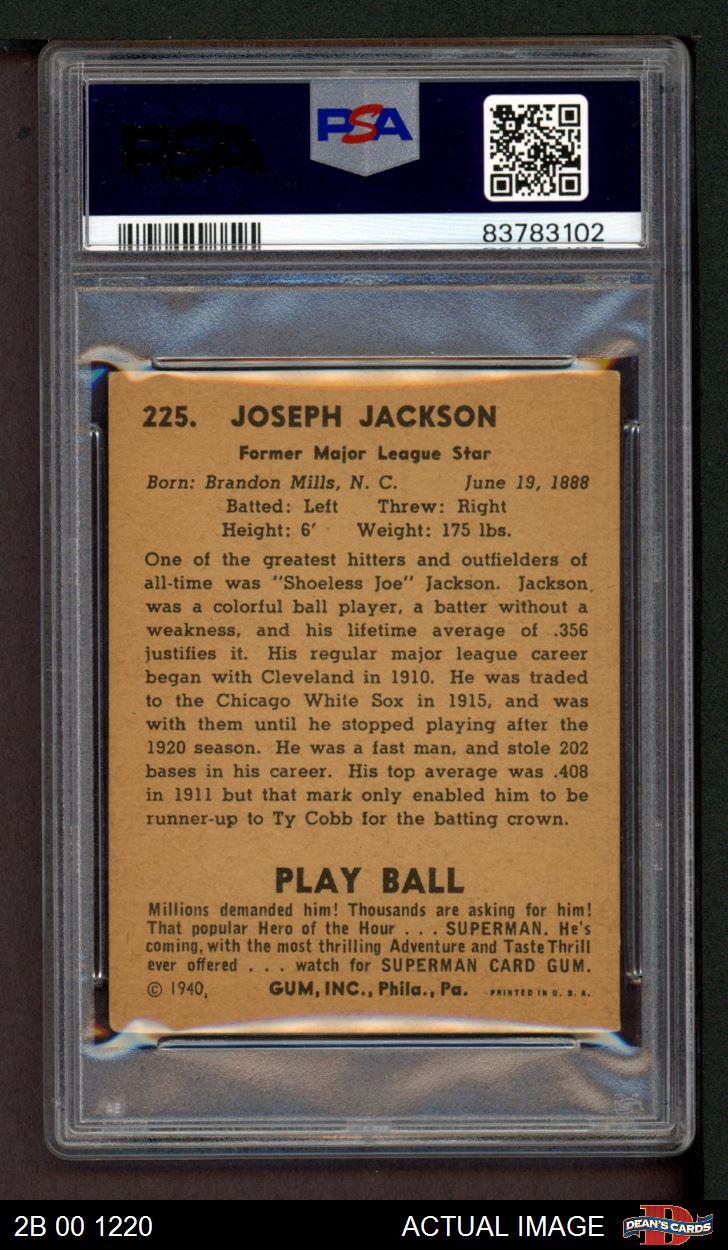 PSA
PSA
83783102
225. JOSEPH JACKSON
Former Major League Star
Born: Brandon Mills, N. C. June 19, 1888
Batted: Left Threw: Right
Height: 6′ Weight: 175 lbs.
One of the greatest hitters and outfielders of
all-time was "Shoeless Joe" Jackson. Jackson
was a colorful ball player, a batter without a
weakness, and his lifetime average of .356
justifies it. His regular major league career
began with Cleveland in 1910. He was traded
to the Chicago White Sox in 1915, and was
with them until he stopped playing after the
1920 season. He was a fast man, and stole 202
bases in his career. His top average was .408
in 1911 but that mark only enabled him to be
runner-up to Ty Cobb for the batting crown.
PLAY BALL
Millions demanded him! Thousands are asking for him!
That popular Hero of the Hour . . . SUPERMAN. He's
coming, with the most thrilling Adventure and Taste Thrill
ever offered . . . watch for SUPERMAN CARD GUM.
© 1940, GUM, INC., Phila., Pa. PRINTED IN U. S. A.
2B 00 1220 ACTUAL IMAGE DEAN'S CARDS